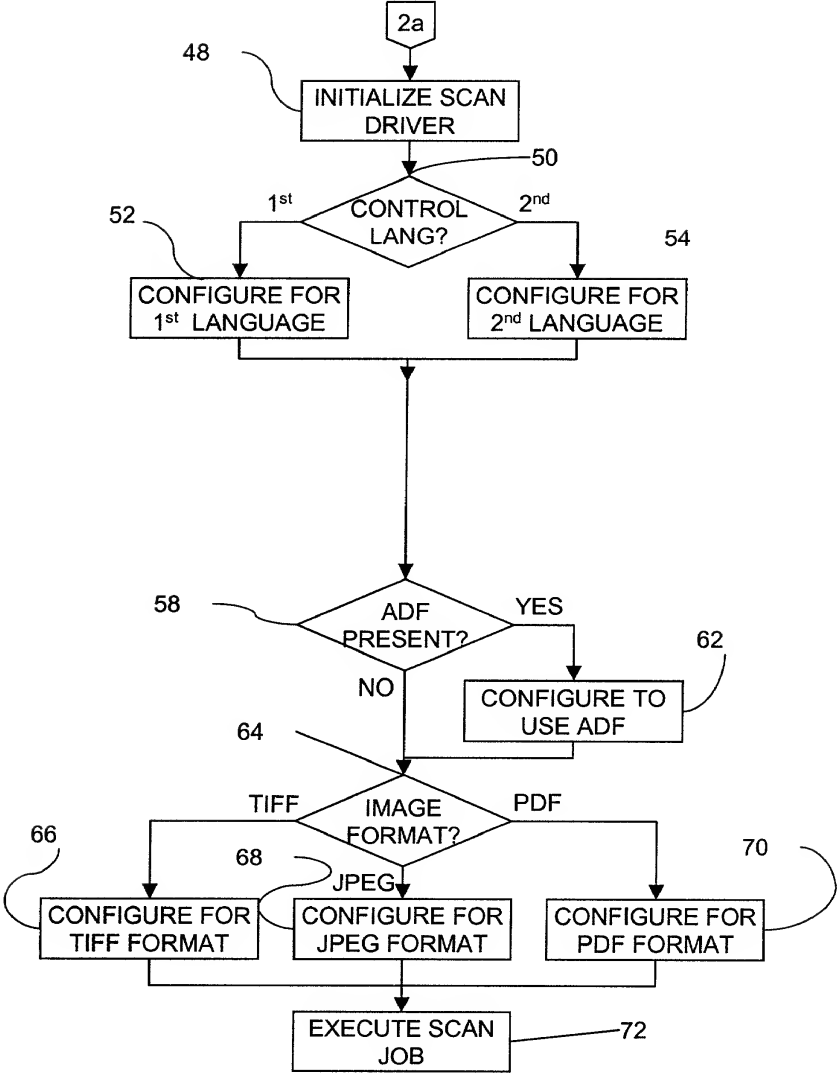 2a
48
INITIALIZE SCAN
DRIVER
50
1st
CONTROL
LANG?
2nd
52
54
CONFIGURE FOR
1st LANGUAGE
CONFIGURE FOR
2nd LANGUAGE
58
ADF
PRESENT?
YES
NO
62
CONFIGURE TO
USE ADF
64
TIFF
IMAGE
FORMAT?
PDF
66
68
JPEG
70
CONFIGURE FOR
TIFF FORMAT
CONFIGURE FOR
JPEG FORMAT
CONFIGURE FOR
PDF FORMAT
EXECUTE SCAN
JOB
72